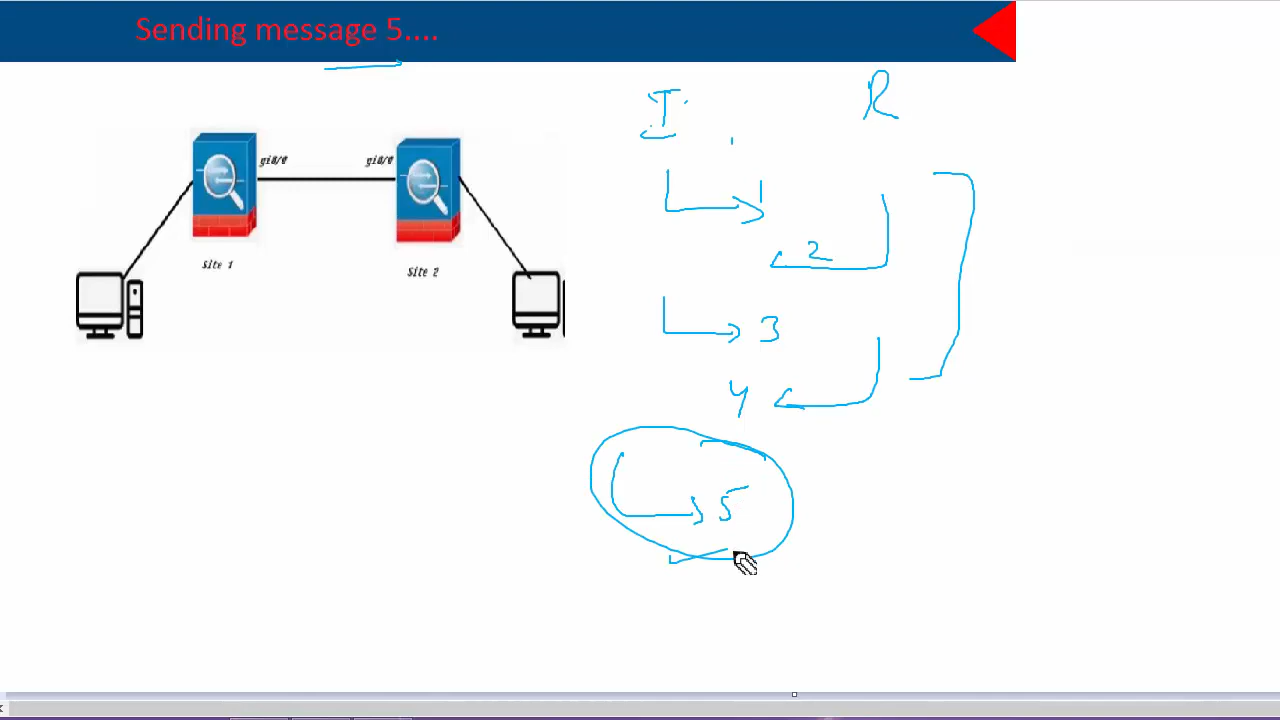 Sending message 5....
I R
gi0/0 gi0/0
1
2
Site 1
Site 2
3
4
5